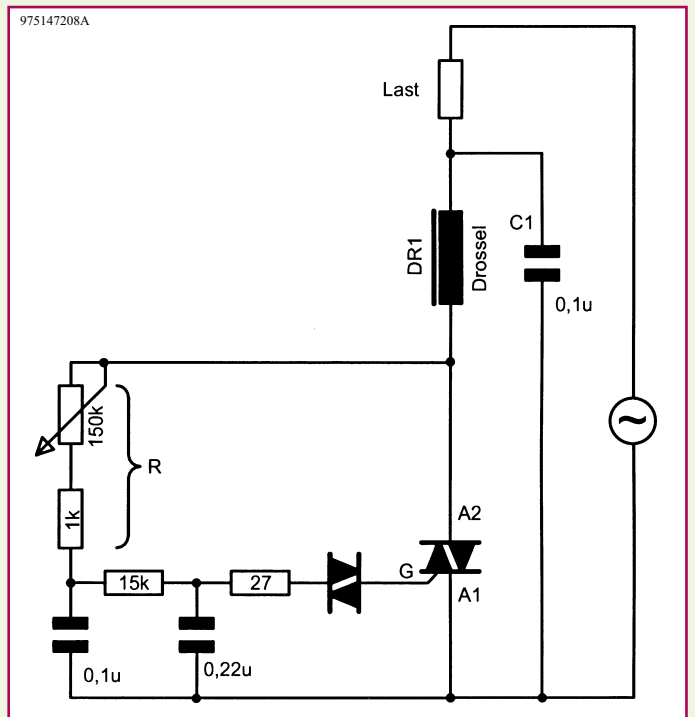 975147208A
Last
C1
DR1
Drossel
0,1u
150k
R
1k
A2
G
15k
27
A1
0,1u
0,22u